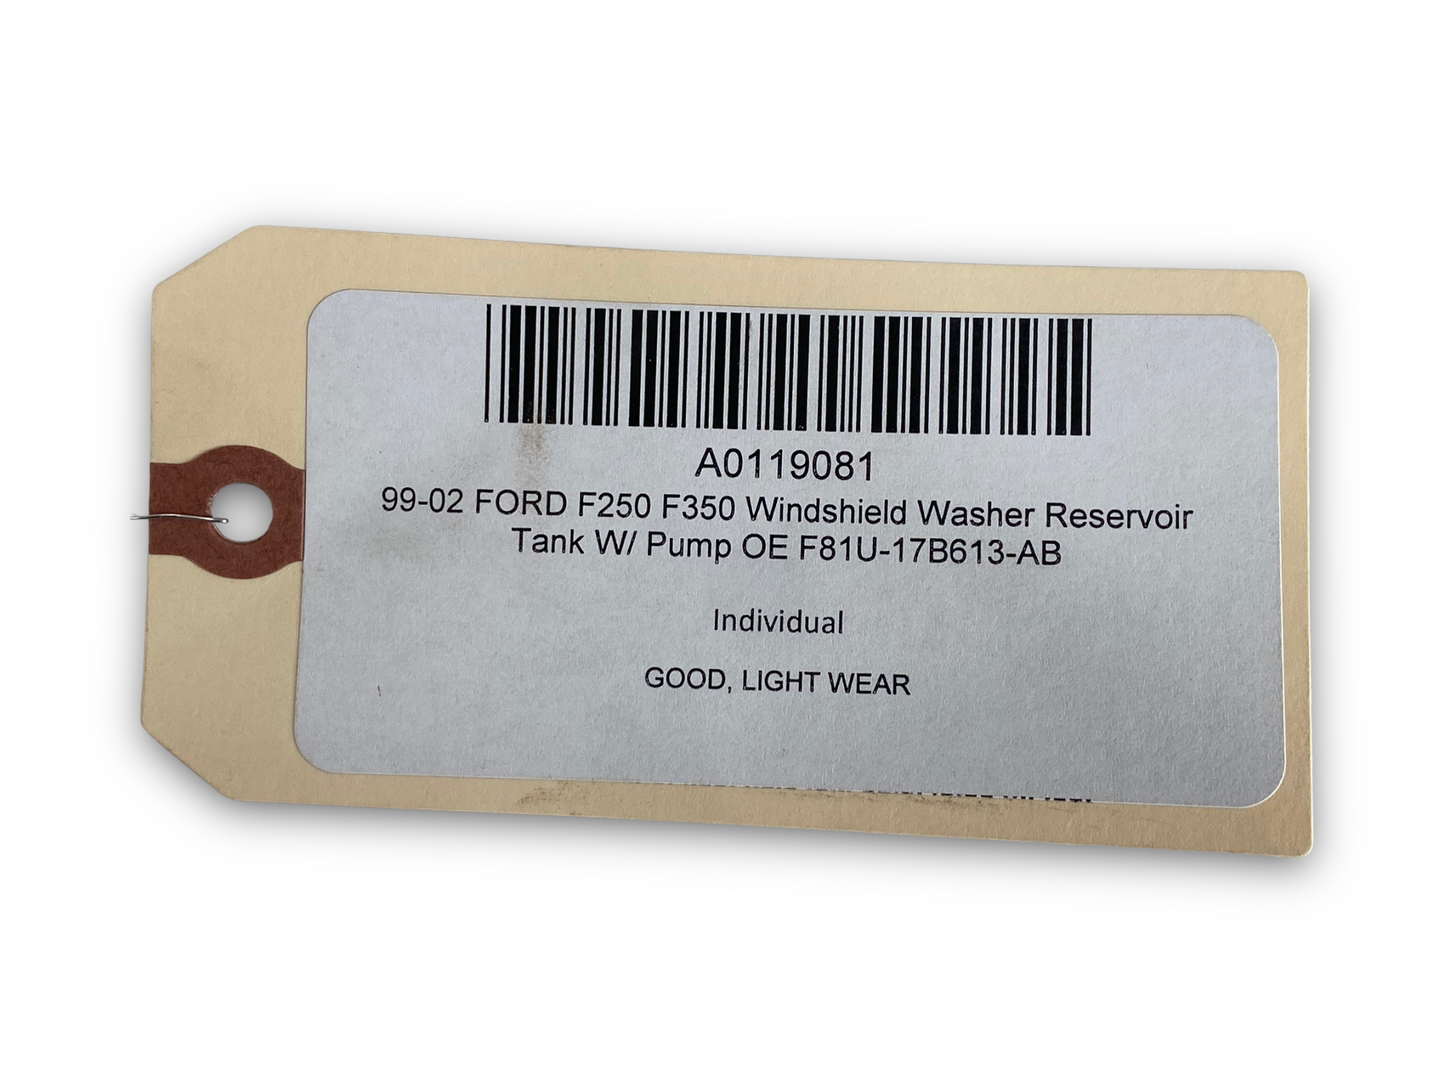 A0119081
99-02 FORD F250 F350 Windshield Washer Reservoir
Tank W/ Pump OE F81U-17B613-AB
Individual
GOOD, LIGHT WEAR